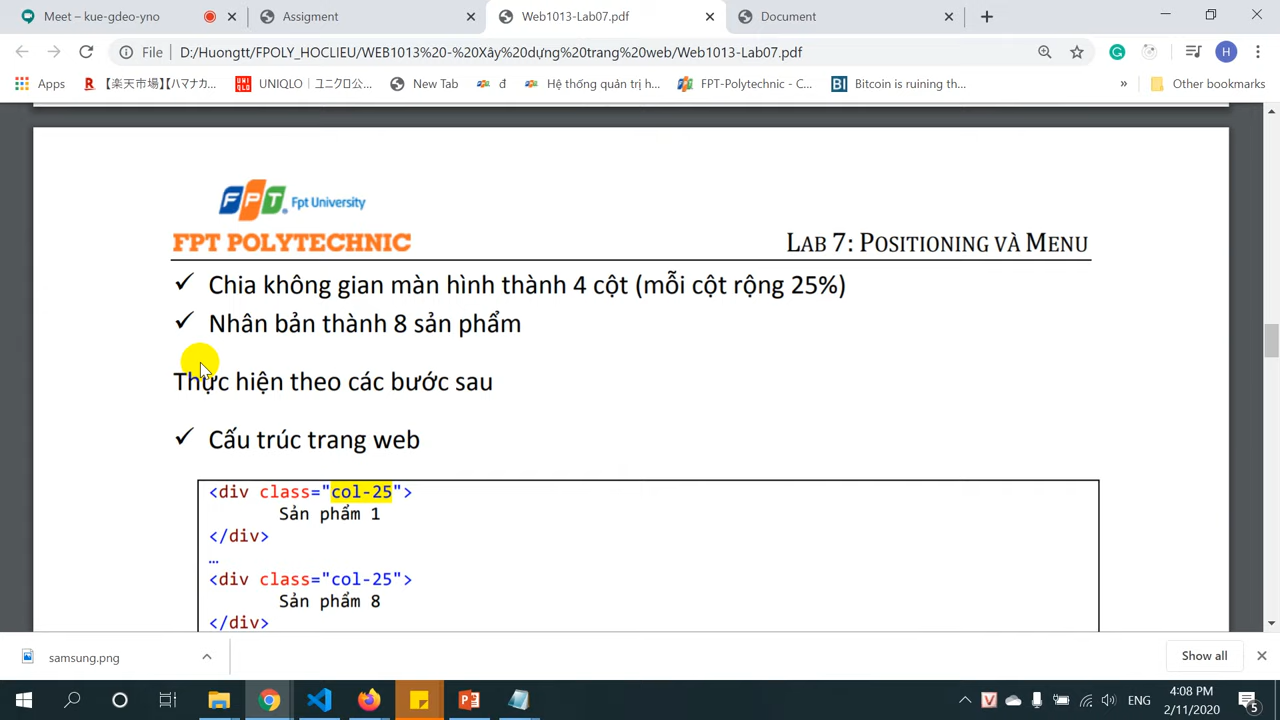 Meet – kue-gdeo-yno
Assigment
Web1013-Lab07.pdf
Document
File
D:/Huongtt/FPOLY_HOCLIEU/WEB1013%20-%20Xây%20dựng%20trang%20web/Web1013-Lab07.pdf
H
Apps
【楽天市場】【ハマナカ...
UNIQLO | ユニクロ公...
New Tab
đ
Hệ thống quản trị h...
FPT-Polytechnic - C...
BI
Bitcoin is ruining th...
»
Other bookmarks
FPT Fpt University
FPT POLYTECHNIC
LAB 7: POSITIONING VÀ MENU
✓ Chia không gian màn hình thành 4 cột (mỗi cột rộng 25%)
✓ Nhân bản thành 8 sản phẩm
Thực hiện theo các bước sau
✓ Cấu trúc trang web
<div class="col-25">
Sản phẩm 1
</div>
…
<div class="col-25">
Sản phẩm 8
</div>
samsung.png
Show all
ENG
4:08 PM
2/11/2020
5